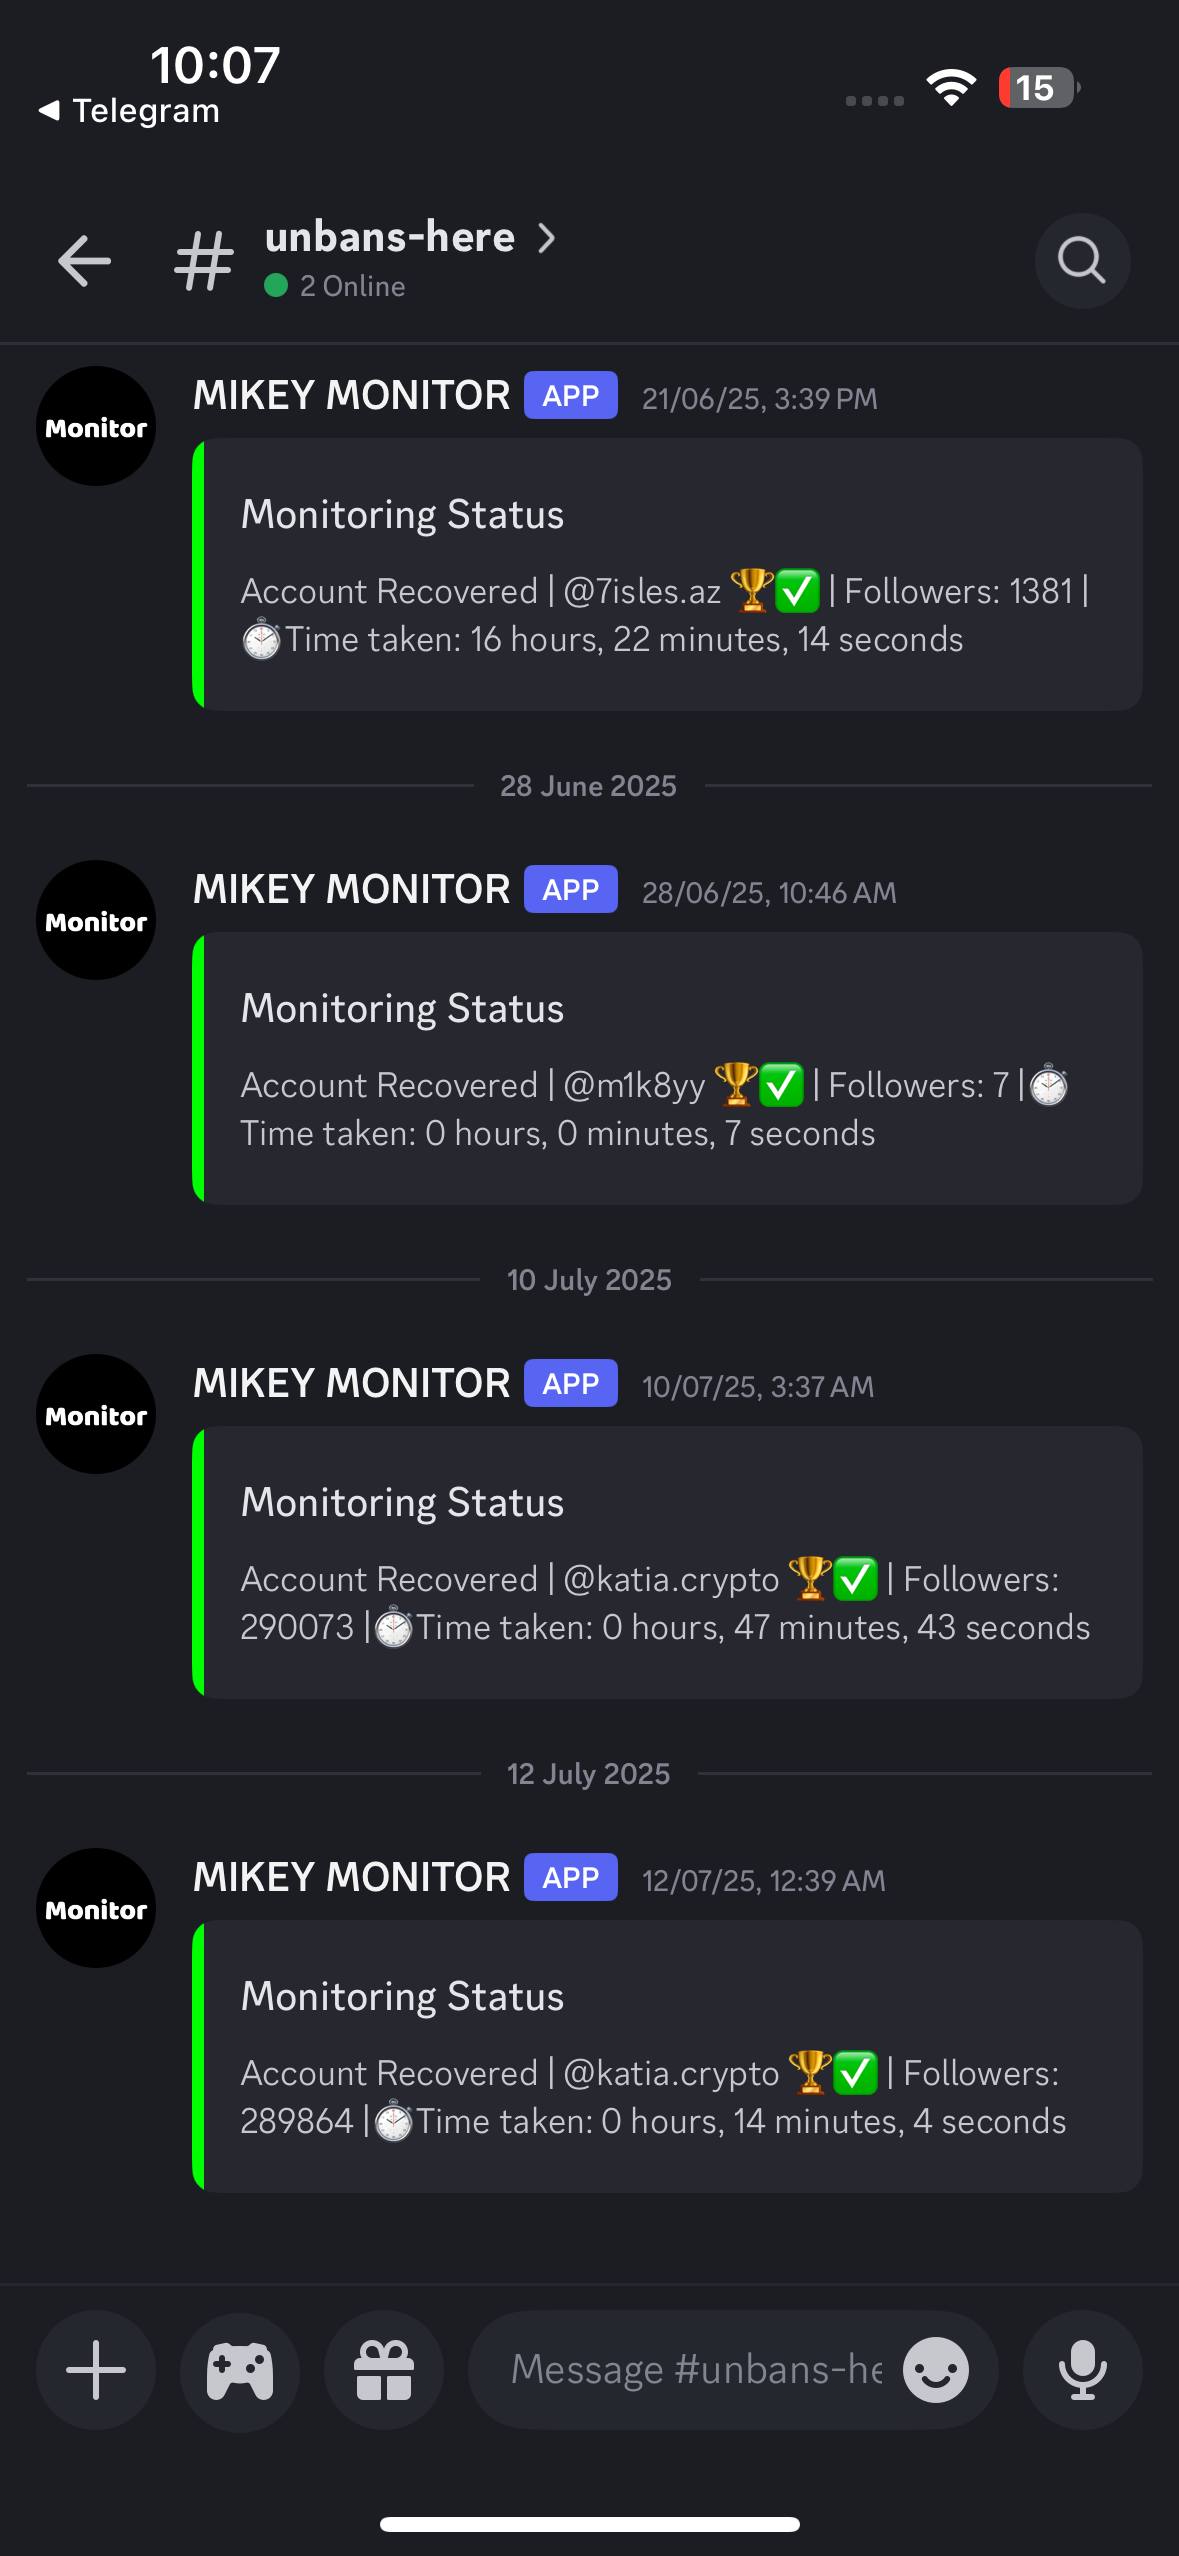 10:07
Telegram
15
unbans-here
2 Online
MIKEY MONITOR APP 21/06/25, 3:39 PM
Monitor
Monitoring Status
Account Recovered | @7isles.az 🏆✅ | Followers: 1381 |
⏱️Time taken: 16 hours, 22 minutes, 14 seconds
28 June 2025
MIKEY MONITOR APP 28/06/25, 10:46 AM
Monitor
Monitoring Status
Account Recovered | @m1k8yy 🏆✅ | Followers: 7 |⏱️
Time taken: 0 hours, 0 minutes, 7 seconds
10 July 2025
MIKEY MONITOR APP 10/07/25, 3:37 AM
Monitor
Monitoring Status
Account Recovered | @katia.crypto 🏆✅ | Followers:
290073 |⏱️Time taken: 0 hours, 47 minutes, 43 seconds
12 July 2025
MIKEY MONITOR APP 12/07/25, 12:39 AM
Monitor
Monitoring Status
Account Recovered | @katia.crypto 🏆✅ | Followers:
289864 |⏱️Time taken: 0 hours, 14 minutes, 4 seconds
Message #unbans-he